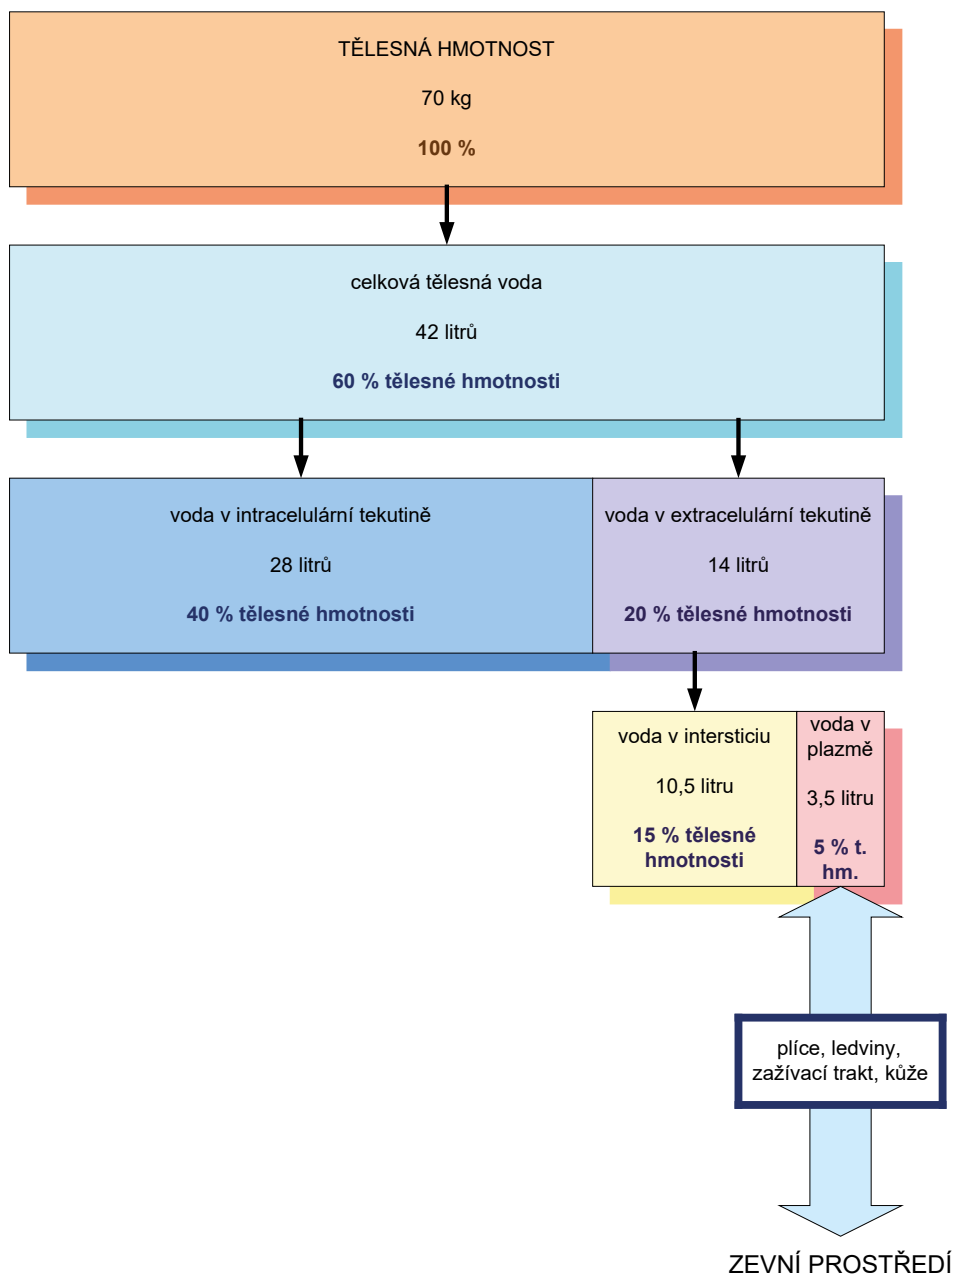 TĚLESNÁ HMOTNOST
70 kg
100 %
celková tělesná voda
42 litrů
60 % tělesné hmotnosti
voda v intracelulární tekutině
28 litrů
40 % tělesné hmotnosti
voda v extracelulární tekutině
14 litrů
20 % tělesné hmotnosti
voda v intersticiu
10,5 litru
15 % tělesné
hmotnosti
voda v
plazmě
3,5 litru
5 % t.
hm.
plíce, ledviny,
zažívací trakt, kůže
ZEVNÍ PROSTŘEDÍ